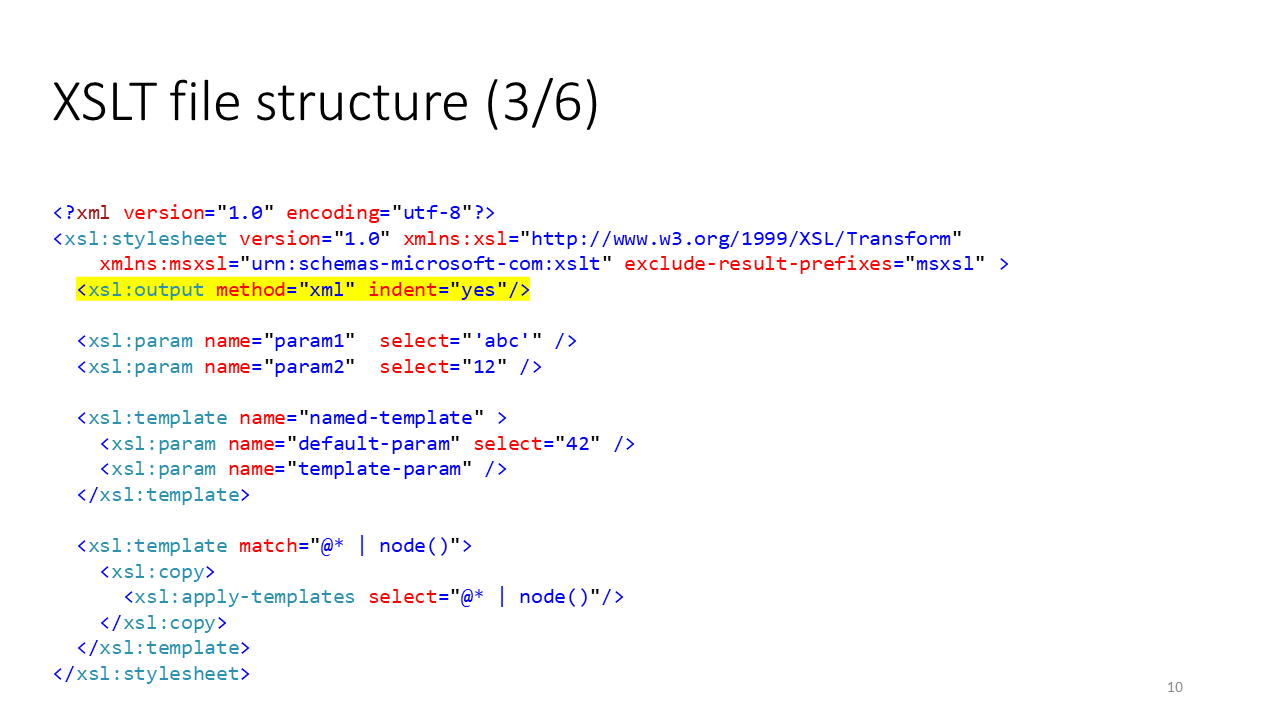 XSLT file structure (3/6)
<?xml version="1.0" encoding="utf-8"?>
<xsl:stylesheet version="1.0" xmlns:xsl="http://www.w3.org/1999/XSL/Transform"
    xmlns:msxsl="urn:schemas-microsoft-com:xslt" exclude-result-prefixes="msxsl" >
  <xsl:output method="xml" indent="yes"/>
  <xsl:param name="param1"  select="'abc'" />
  <xsl:param name="param2"  select="12" />
  <xsl:template name="named-template" >
    <xsl:param name="default-param" select="42" />
    <xsl:param name="template-param" />
  </xsl:template>
  <xsl:template match="@* | node()">
    <xsl:copy>
      <xsl:apply-templates select="@* | node()"/>
    </xsl:copy>
  </xsl:template>
</xsl:stylesheet>
10